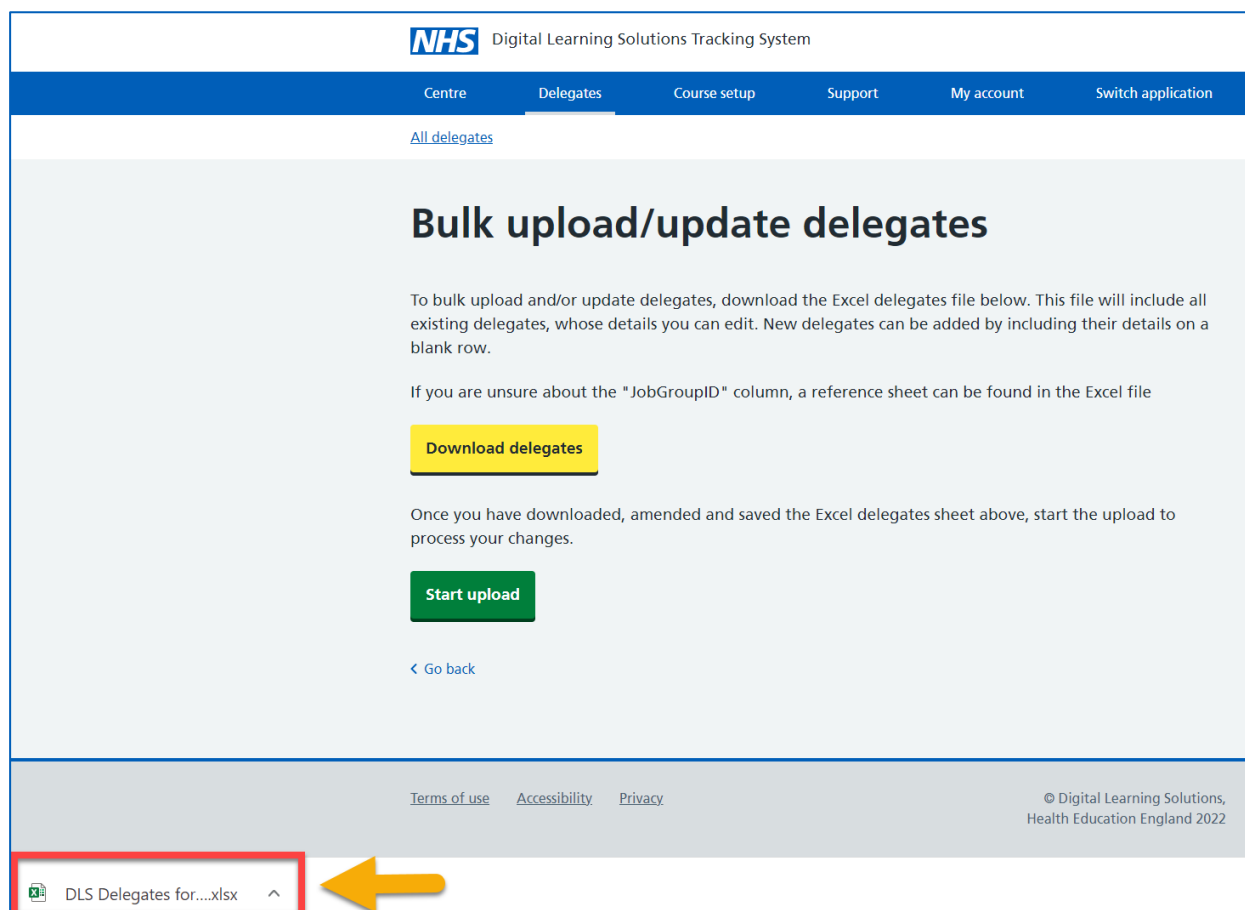 NHS Digital Learning Solutions Tracking System
Centre Delegates Course setup Support My account Switch application
All delegates
Bulk upload/update delegates
To bulk upload and/or update delegates, download the Excel delegates file below. This file will include all
existing delegates, whose details you can edit. New delegates can be added by including their details on a
blank row.
If you are unsure about the "JobGroupID" column, a reference sheet can be found in the Excel file
Download delegates
Once you have downloaded, amended and saved the Excel delegates sheet above, start the upload to
process your changes.
Start upload
Go back
Terms of use Accessibility Privacy
© Digital Learning Solutions,
Health Education England 2022
DLS Delegates for....xlsx